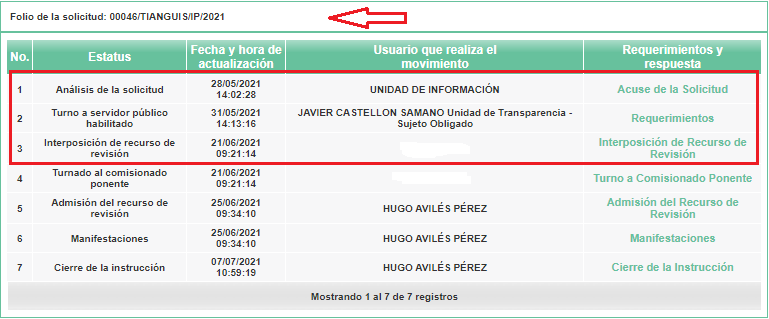 Folio de la solicitud: 00046/TIANGUIS/IP/2021
No. Estatus Fecha y hora de actualización Usuario que realiza el movimiento Requerimientos y respuesta
1 Análisis de la solicitud 28/05/2021 14:02:28 UNIDAD DE INFORMACIÓN Acuse de la Solicitud
2 Turno a servidor público habilitado 31/05/2021 14:13:16 JAVIER CASTELLON SAMANO Unidad de Transparencia - Sujeto Obligado Requerimientos
3 Interposición de recurso de revisión 21/06/2021 09:21:14 Interposición de Recurso de Revisión
4 Turnado al comisionado ponente 21/06/2021 09:21:14 Turno a Comisionado Ponente
5 Admisión del recurso de revisión 25/06/2021 09:34:10 HUGO AVILÉS PÉREZ Admisión del Recurso de Revisión
6 Manifestaciones 25/06/2021 09:34:10 HUGO AVILÉS PÉREZ Manifestaciones
7 Cierre de la instrucción 07/07/2021 10:59:19 HUGO AVILÉS PÉREZ Cierre de la Instrucción
Mostrando 1 al 7 de 7 registros